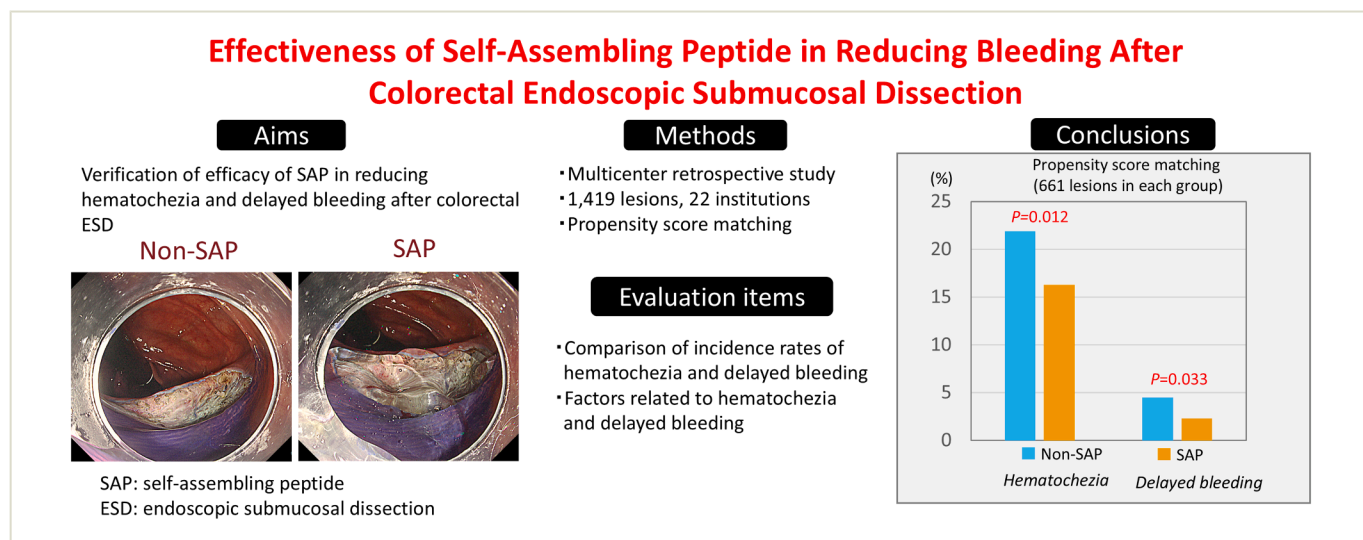 Effectiveness of Self-Assembling Peptide in Reducing Bleeding After
Colorectal Endoscopic Submucosal Dissection
Aims
Verification of efficacy of SAP in reducing
hematochezia and delayed bleeding after colorectal
ESD
Non-SAP
SAP
SAP: self-assembling peptide
ESD: endoscopic submucosal dissection
Methods
・Multicenter retrospective study
・1,419 lesions, 22 institutions
・Propensity score matching
Evaluation items
・Comparison of incidence rates of
hematochezia and delayed bleeding
・Factors related to hematochezia
and delayed bleeding
Conclusions
Propensity score matching
(661 lesions in each group)
(%)
25
20
15
10
5
0
P=0.012
P=0.033
Non-SAP
SAP
Hematochezia
Delayed bleeding